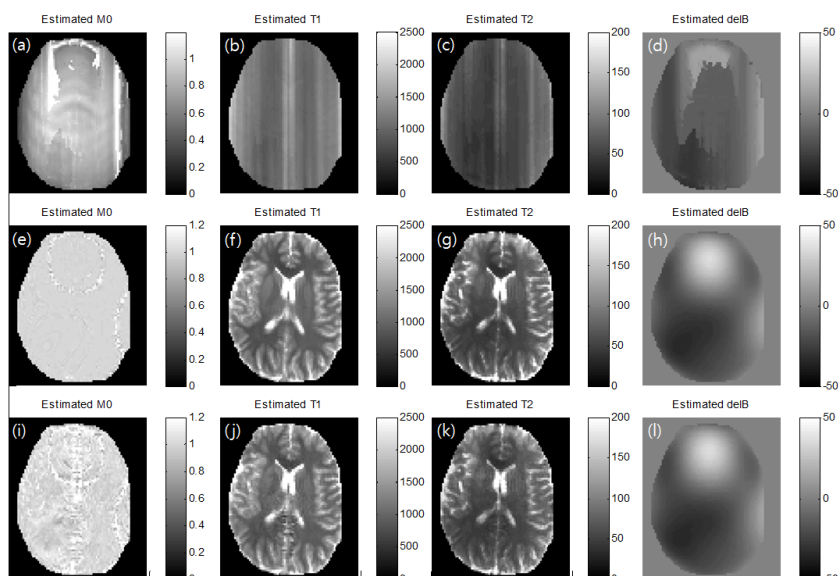 Estimated M0
Estimated T1
Estimated T2
Estimated delB
(a)
(b)
(c)
(d)
1
0.8
0.6
0.4
0.2
0
2500
2000
1500
1000
500
0
200
150
100
50
0
50
0
-50
Estimated M0
Estimated T1
Estimated T2
Estimated delB
(e)
(f)
(g)
(h)
1.2
1
0.8
0.6
0.4
0.2
0
2500
2000
1500
1000
500
0
200
150
100
50
0
50
0
-50
Estimated M0
Estimated T1
Estimated T2
Estimated delB
(i)
(j)
(k)
(l)
1.2
1
0.8
0.6
0.4
0.2
0
2500
2000
1500
1000
500
0
200
150
100
50
0
50
0
-50